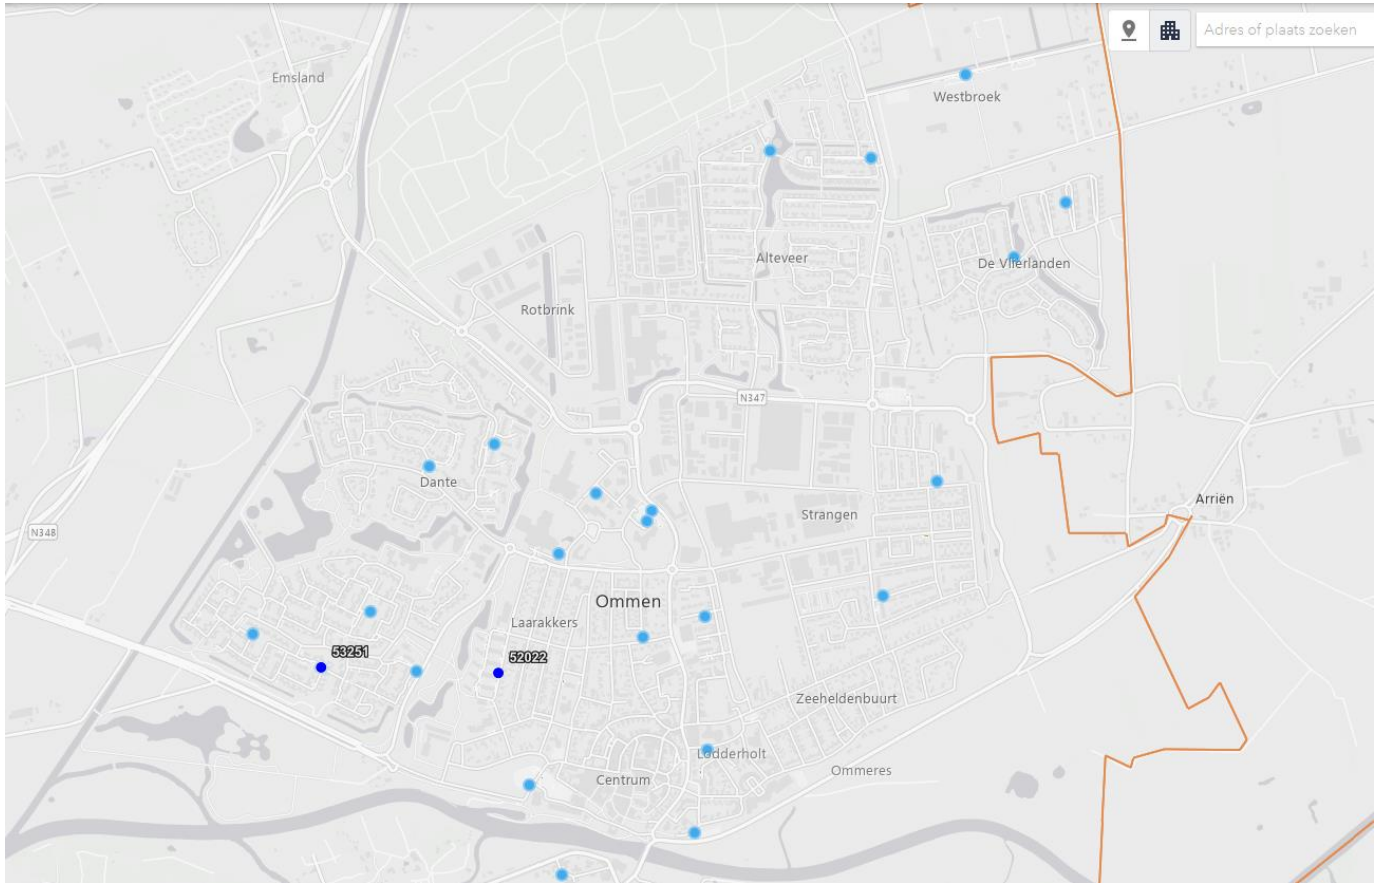 Adres of plaats zoeken
Emsland
Westbroek
Alteveer
De Vlierlanden
Rotbrink
N347
Dante
Arriën
Strangen
N348
Ommen
Laarakkers
53251
52022
Zeeheldenbuurt
Lodderholt
Ommeres
Centrum